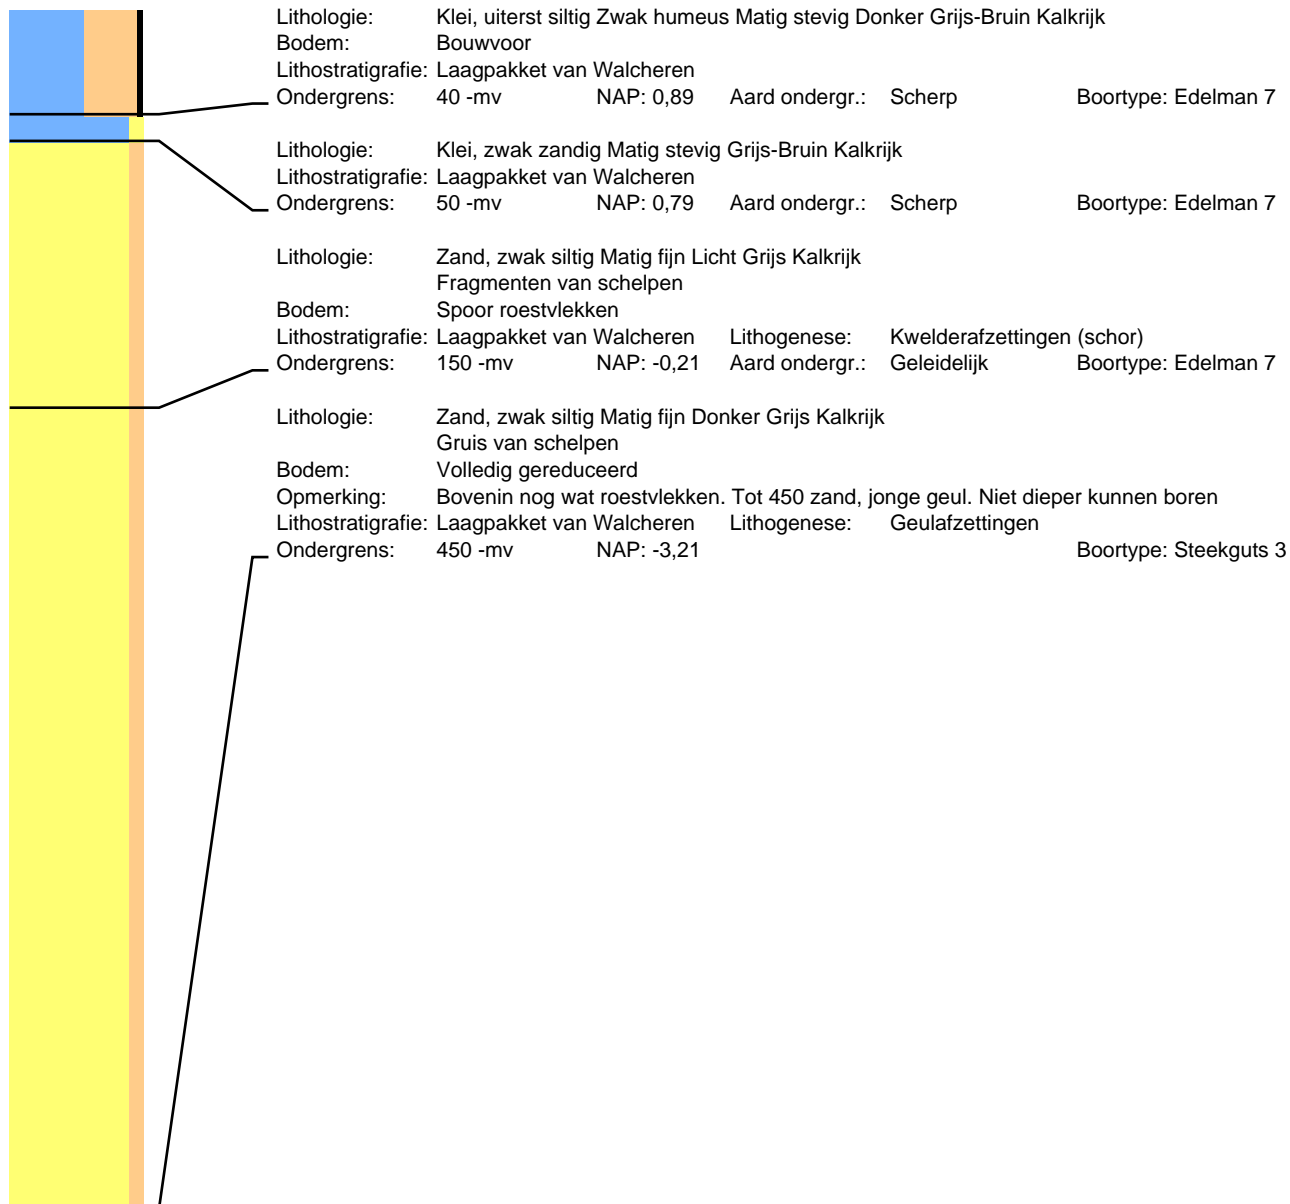 Lithologie: Klei, uiterst siltig Zwak humeus Matig stevig Donker Grijs-Bruin Kalkrijk
Bodem: Bouwvoor
Lithostratigrafie: Laagpakket van Walcheren
Ondergrens: 40 -mv NAP: 0,89 Aard ondergr.: Scherp Boortype: Edelman 7
Lithologie: Klei, zwak zandig Matig stevig Grijs-Bruin Kalkrijk
Lithostratigrafie: Laagpakket van Walcheren
Ondergrens: 50 -mv NAP: 0,79 Aard ondergr.: Scherp Boortype: Edelman 7
Lithologie: Zand, zwak siltig Matig fijn Licht Grijs Kalkrijk
Fragmenten van schelpen
Bodem: Spoor roestvlekken
Lithostratigrafie: Laagpakket van Walcheren Lithogenese: Kwelderafzettingen (schor)
Ondergrens: 150 -mv NAP: -0,21 Aard ondergr.: Geleidelijk Boortype: Edelman 7
Lithologie: Zand, zwak siltig Matig fijn Donker Grijs Kalkrijk
Gruis van schelpen
Bodem: Volledig gereduceerd
Opmerking: Bovenin nog wat roestvlekken. Tot 450 zand, jonge geul. Niet dieper kunnen boren
Lithostratigrafie: Laagpakket van Walcheren Lithogenese: Geulafzettingen
Ondergrens: 450 -mv NAP: -3,21 Boortype: Steekguts 3